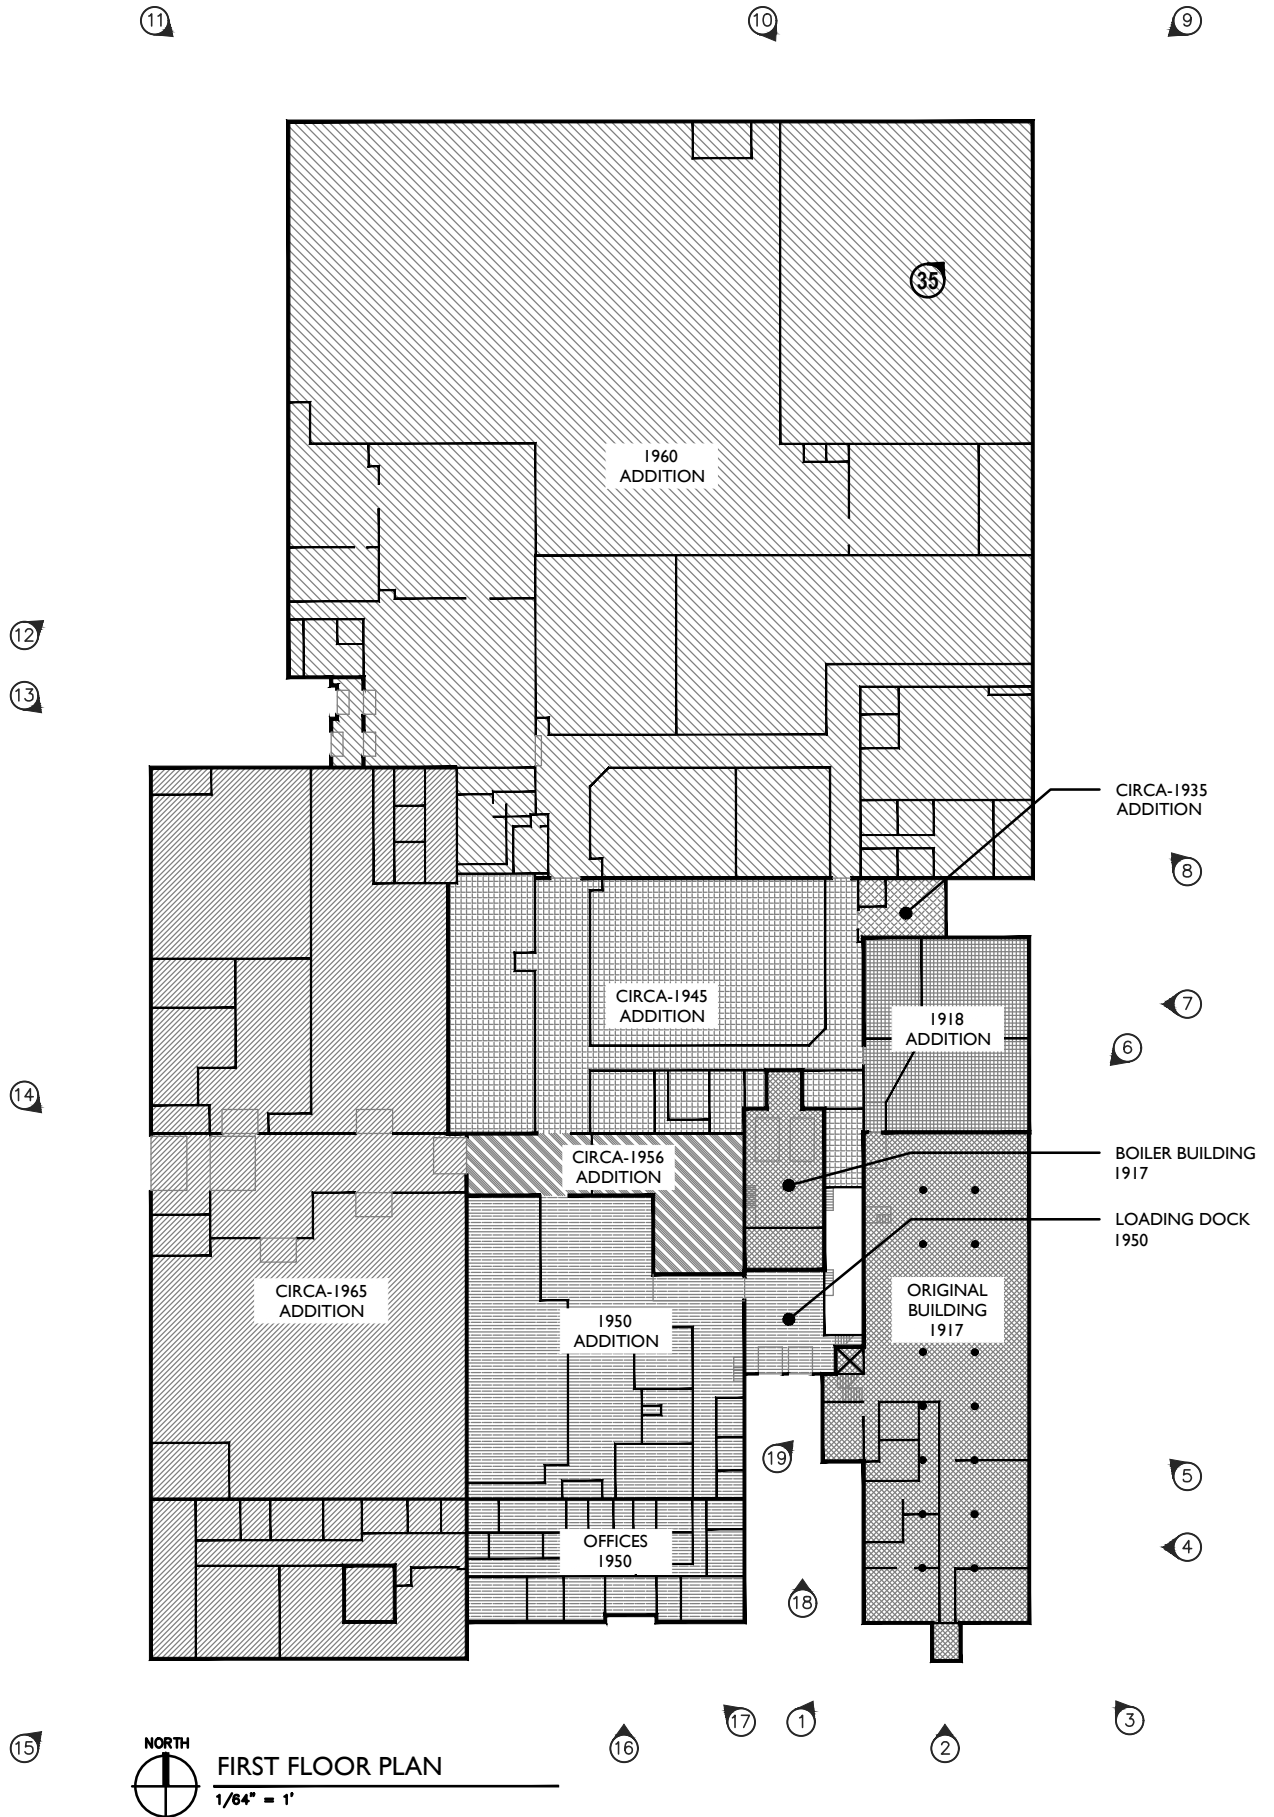 11
10
9
35
1960
ADDITION
12
13
CIRCA-1935
ADDITION
8
CIRCA-1945
ADDITION
7
1918
ADDITION
6
14
CIRCA-1956
ADDITION
BOILER BUILDING
1917
LOADING DOCK
1950
CIRCA-1965
ADDITION
ORIGINAL
BUILDING
1917
1950
ADDITION
19
5
OFFICES
1950
4
18
17
1
3
15
16
2
NORTH
FIRST FLOOR PLAN
1/64" = 1'